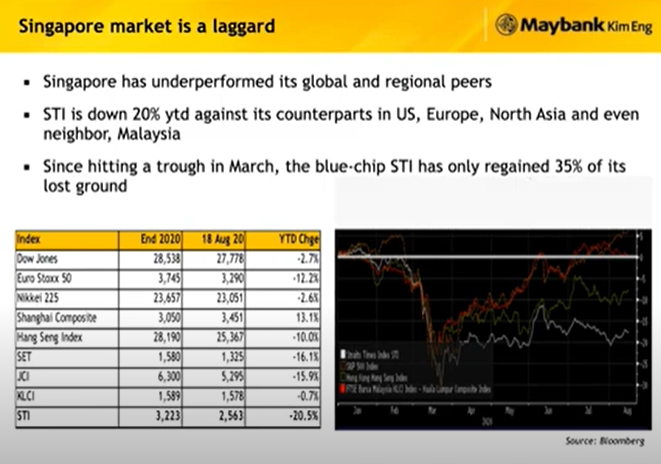 Singapore market is a laggard
Maybank Kim Eng
▪ Singapore has underperformed its global and regional peers
▪ STI is down 20% ytd against its counterparts in US, Europe, North Asia and even
neighbor, Malaysia
▪ Since hitting a trough in March, the blue-chip STI has only regained 35% of its
lost ground
Index End 2020 18 Aug 20 YTD Chge
Dow Jones 28,538 27,778 -2.7%
Euro Stoxx 50 3,745 3,290 -12.2%
Nikkei 225 23,657 23,051 -2.6%
Shanghai Composite 3,050 3,451 13.1%
Hang Seng Index 28,190 25,367 -10.0%
SET 1,580 1,325 -16.1%
JCI 6,300 5,295 -15.9%
KLCI 1,589 1,578 -0.7%
STI 3,223 2,563 -20.5%
Straits Times Index STI
S&P 500 Index
Hong Kong Hang Seng Index
FTSE Bursa Malaysia KLCI Index - Kuala Lumpur Composite Index
Jan Feb Mar Apr May Jun Jul Aug
2020
Source: Bloomberg